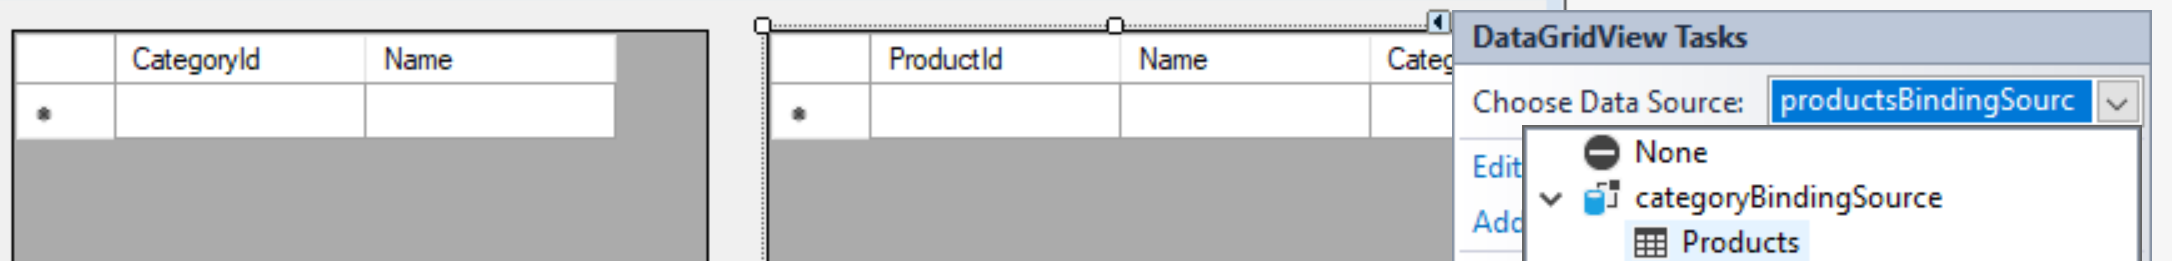 CategoryId Name
ProductId Name Categ
DataGridView Tasks
Choose Data Source: productsBindingSourc
Edit
Add
None
categoryBindingSource
Products